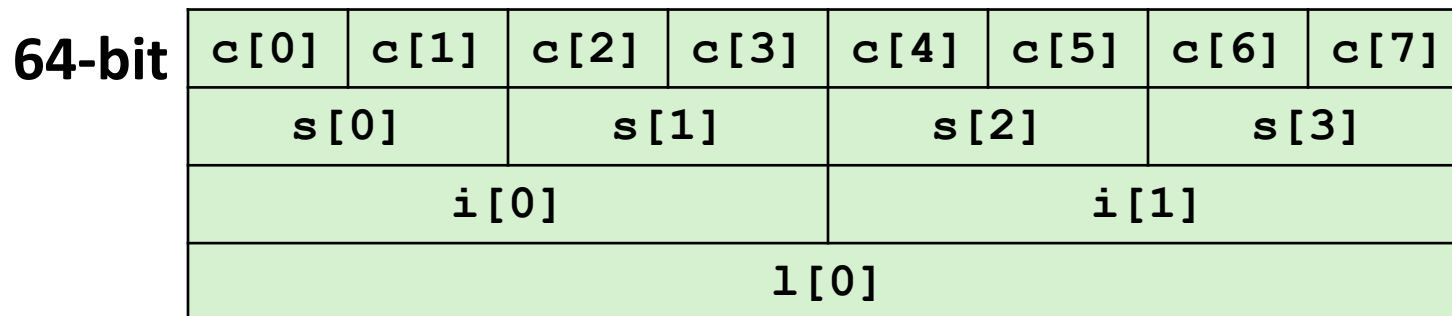 64-bit c[0] c[1] c[2] c[3] c[4] c[5] c[6] c[7]
s[0] s[1] s[2] s[3]
i[0] i[1]
l[0]